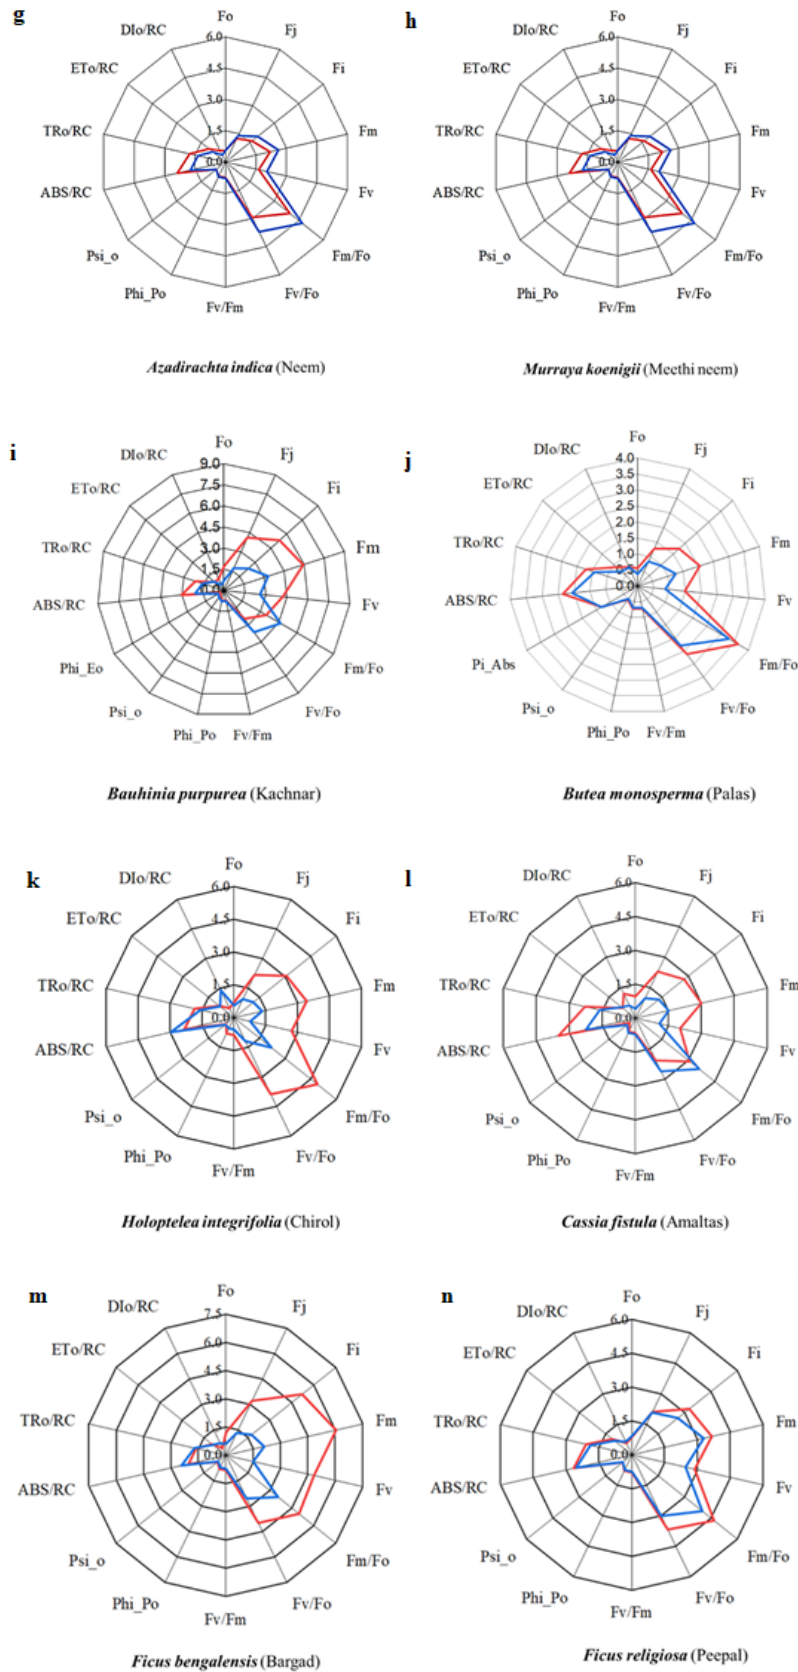 g
Fo
DIo/RC
Fj
6.0
ETo/RC
4.5
Fi
3.0
TRo/RC
1.5
Fm
0.0
ABS/RC
Fv
Psi_o
Fm/Fo
Phi_Po
Fv/Fo
Fv/Fm
Azadirachta indica (Neem)
h
Fo
DIo/RC
Fj
6.0
ETo/RC
4.5
Fi
3.0
TRo/RC
1.5
Fm
0.0
ABS/RC
Fv
Psi_o
Fm/Fo
Phi_Po
Fv/Fo
Fv/Fm
Murraya koenigii (Meethi neem)
i
Fo
DIo/RC
Fj
9.0
ETo/RC
7.5
Fi
6.0
4.5
TRo/RC
3.0
Fm
1.5
0.0
ABS/RC
Fv
Phi_Eo
Fm/Fo
Psi_o
Fv/Fo
Phi_Po
Fv/Fm
Bauhinia purpurea (Kachnar)
j
Fo
DIo/RC
Fj
4.0
3.5
ETo/RC
3.0
Fi
2.5
2.0
TRo/RC
1.5
Fm
1.0
0.5
0.0
ABS/RC
Fv
Pi_Abs
Fm/Fo
Psi_o
Fv/Fo
Phi_Po
Fv/Fm
Butea monosperma (Palas)
k
Fo
DIo/RC
Fj
6.0
ETo/RC
4.5
Fi
3.0
TRo/RC
1.5
Fm
0.0
ABS/RC
Fv
Psi_o
Fm/Fo
Phi_Po
Fv/Fo
Fv/Fm
Holoptelea integrifolia (Chirol)
l
Fo
DIo/RC
Fj
6.0
ETo/RC
4.5
Fi
3.0
TRo/RC
1.5
Fm
0.0
ABS/RC
Fv
Psi_o
Fm/Fo
Phi_Po
Fv/Fo
Fv/Fm
Cassia fistula (Amaltas)
m
Fo
DIo/RC
Fj
7.5
ETo/RC
6.0
Fi
4.5
3.0
TRo/RC
1.5
Fm
0.0
ABS/RC
Fv
Psi_o
Fm/Fo
Phi_Po
Fv/Fo
Fv/Fm
Ficus bengalensis (Bargad)
n
Fo
DIo/RC
Fj
6.0
ETo/RC
4.5
Fi
3.0
TRo/RC
1.5
Fm
0.0
ABS/RC
Fv
Psi_o
Fm/Fo
Phi_Po
Fv/Fo
Fv/Fm
Ficus religiosa (Peepal)